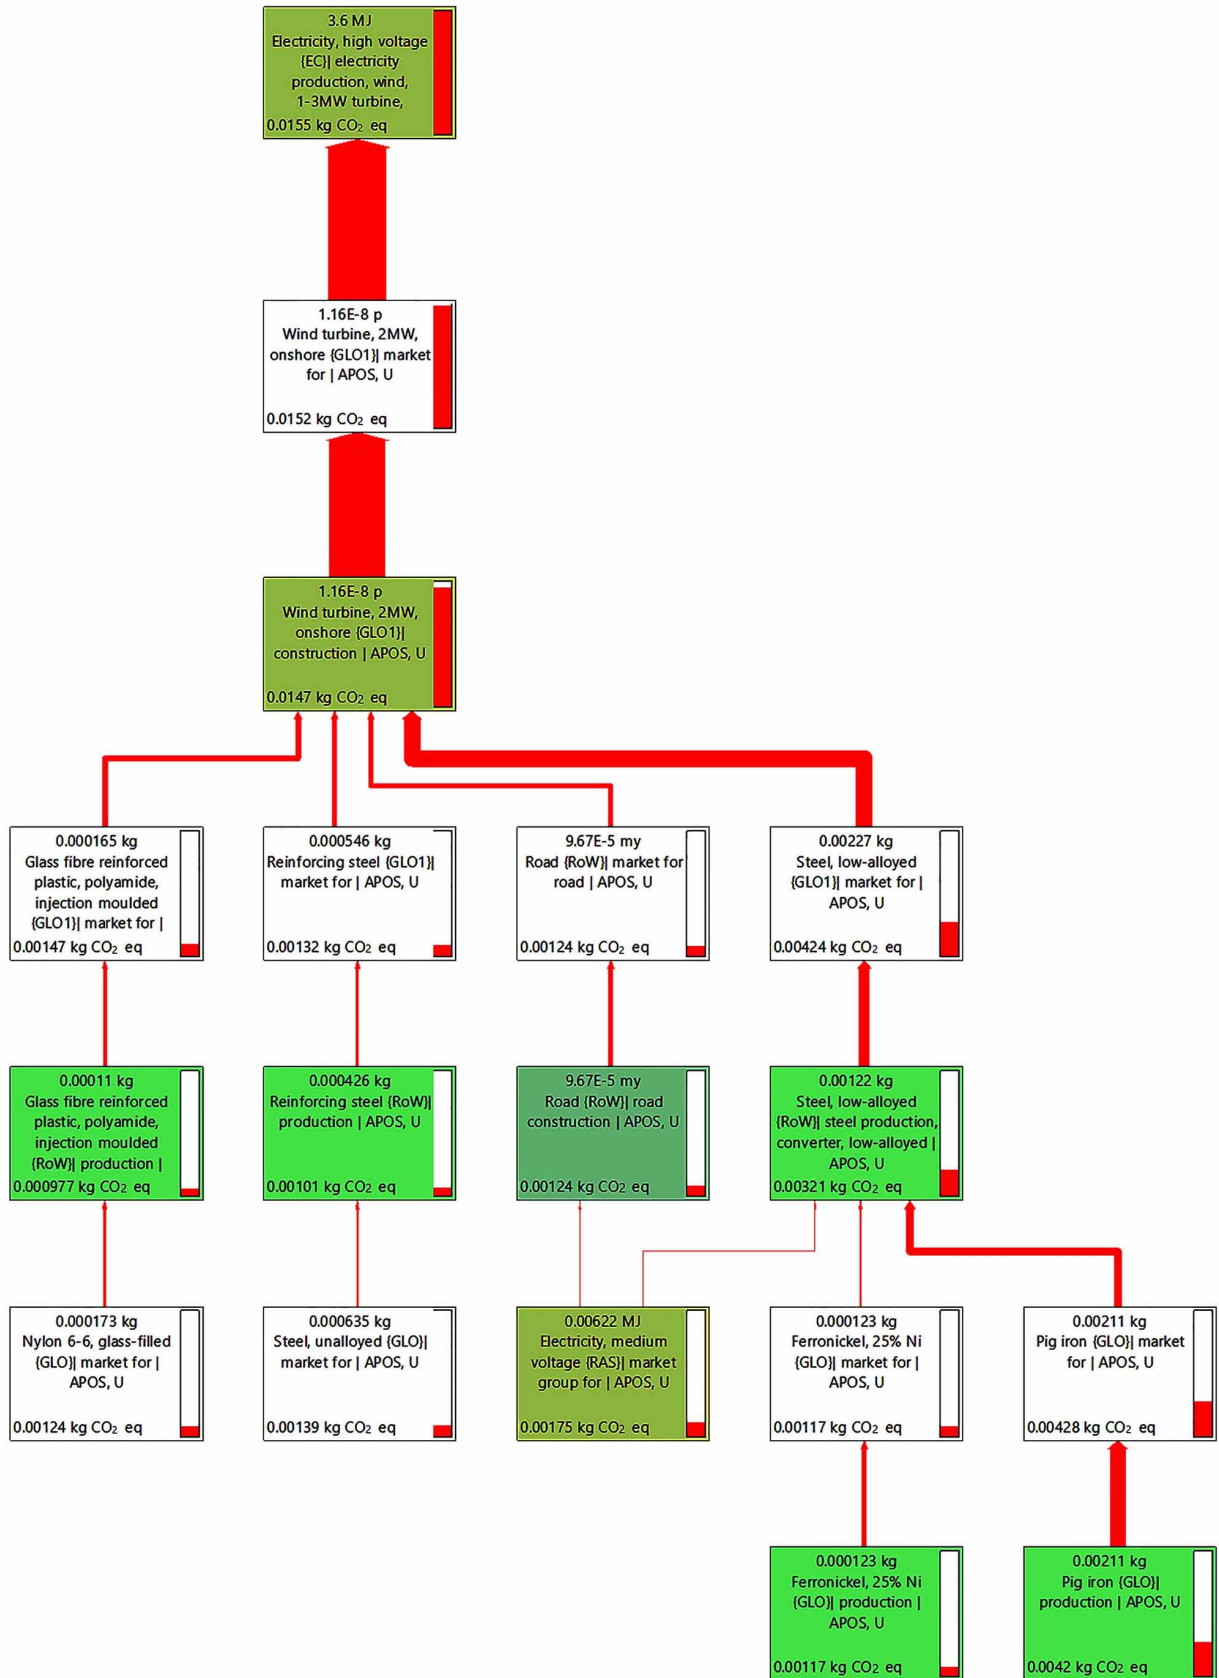 3.6 MJ
Electricity, high voltage
{EC}| electricity
production, wind,
1-3MW turbine,
0.0155 kg CO₂ eq
1.16E-8 p
Wind turbine, 2MW,
onshore {GLO1}| market
for | APOS, U
0.0152 kg CO₂ eq
1.16E-8 p
Wind turbine, 2MW,
onshore {GLO1}|
construction | APOS, U
0.0147 kg CO₂ eq
0.000165 kg
Glass fibre reinforced
plastic, polyamide,
injection moulded
{GLO1}| market for |
0.00147 kg CO₂ eq
0.000546 kg
Reinforcing steel {GLO1}|
market for | APOS, U
0.00132 kg CO₂ eq
9.67E-5 my
Road {RoW}| market for
road | APOS, U
0.00124 kg CO₂ eq
0.00227 kg
Steel, low-alloyed
{GLO1}| market for |
APOS, U
0.00424 kg CO₂ eq
0.00011 kg
Glass fibre reinforced
plastic, polyamide,
injection moulded
{RoW}| production |
0.000977 kg CO₂ eq
0.000426 kg
Reinforcing steel {RoW}|
production | APOS, U
0.00101 kg CO₂ eq
9.67E-5 my
Road {RoW}| road
construction | APOS, U
0.00124 kg CO₂ eq
0.00122 kg
Steel, low-alloyed
{RoW}| steel production,
converter, low-alloyed |
APOS, U
0.00321 kg CO₂ eq
0.000173 kg
Nylon 6-6, glass-filled
{GLO}| market for |
APOS, U
0.00124 kg CO₂ eq
0.000635 kg
Steel, unalloyed {GLO}|
market for | APOS, U
0.00139 kg CO₂ eq
0.00622 MJ
Electricity, medium
voltage {RAS}| market
group for | APOS, U
0.00175 kg CO₂ eq
0.000123 kg
Ferronickel, 25% Ni
{GLO}| market for |
APOS, U
0.00117 kg CO₂ eq
0.00211 kg
Pig iron {GLO}| market
for | APOS, U
0.00428 kg CO₂ eq
0.000123 kg
Ferronickel, 25% Ni
{GLO}| production |
APOS, U
0.00117 kg CO₂ eq
0.00211 kg
Pig iron {GLO}|
production | APOS, U
0.0042 kg CO₂ eq